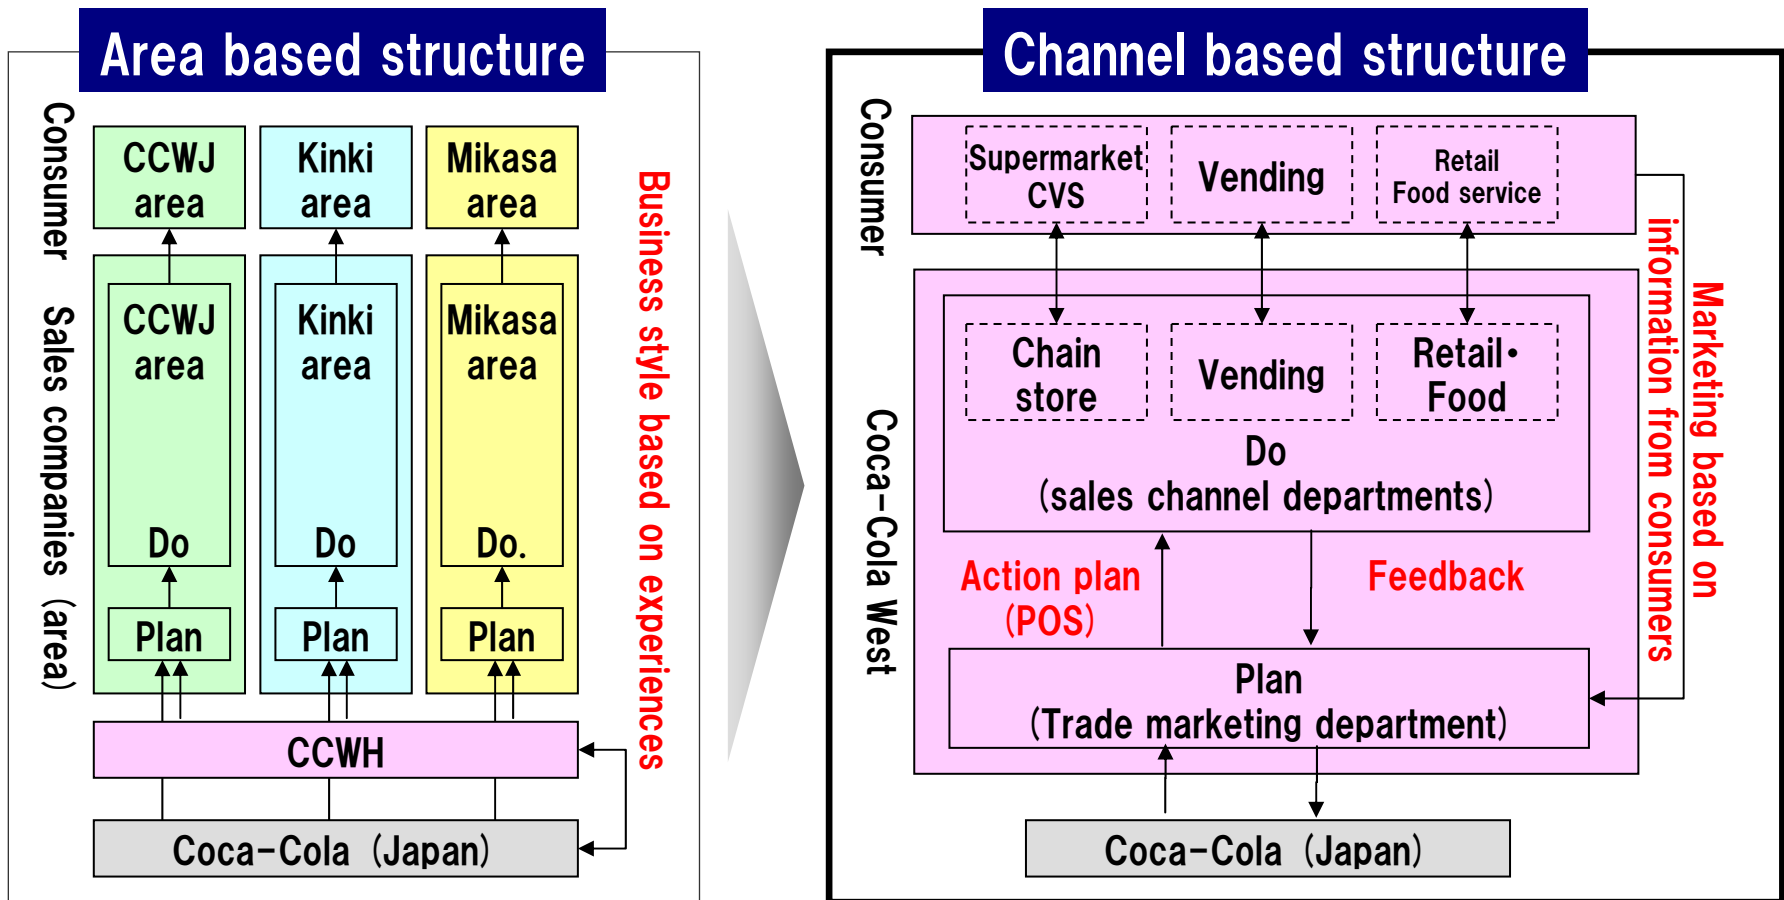 Area based structure
Consumer
CCWJ
area
Kinki
area
Mikasa
area
Sales companies (area)
CCWJ
area
Do
Plan
Kinki
area
Do
Plan
Mikasa
area
Do.
Plan
CCWH
Coca-Cola (Japan)
Business style based on experiences
Channel based structure
Consumer
Supermarket
CVS
Vending
Retail
Food service
Coca-Cola West
Chain
store
Vending
Retail・
Food
Do
(sales channel departments)
Action plan
(POS)
Feedback
Plan
(Trade marketing department)
Coca-Cola (Japan)
Marketing based on
information from consumers